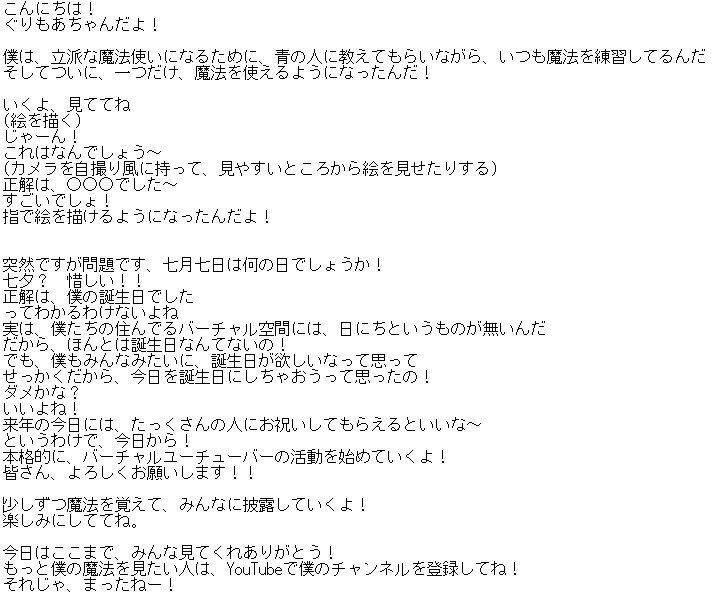 こんにちは！
ぐりもあちゃんだよ！
僕は、立派な魔法使いになるために、青の人に教えてもらいながら、いつも魔法を練習してるんだ
そしてついに、一つだけ、魔法を使えるようになったんだ！
いくよ、見ててね
(絵を描く)
じゃーん！
これはなんでしょう～
(カメラを自撮り風に持って、見やすいところから絵を見せたりする)
正解は、〇〇〇でした～
すごいでしょ！
指で絵を描けるようになったんだよ！
突然ですが問題です、七月七日は何の日でしょうか！
七夕？　惜しい！！
正解は、僕の誕生日でした
ってわかるわけないよね
実は、僕たちの住んでるバーチャル空間には、日にちというものが無いんだ
だから、ほんとは誕生日なんてないの！
でも、僕もみんなみたいに、誕生日が欲しいなって思って
せっかくだから、今日を誕生日にしちゃおうって思ったの！
ダメかな？
いいよね！
来年の今日には、たっくさんの人にお祝いしてもらえるといいな～
というわけで、今日から！
本格的に、バーチャルユーチューバーの活動を始めていくよ！
皆さん、よろしくお願いします！！
少しずつ魔法を覚えて、みんなに披露していくよ！
楽しみにしててね。
今日はここまで、みんな見てくれありがとう！
もっと僕の魔法を見たい人は、YouTubeで僕のチャンネルを登録してね！
それじゃ、まったねー！